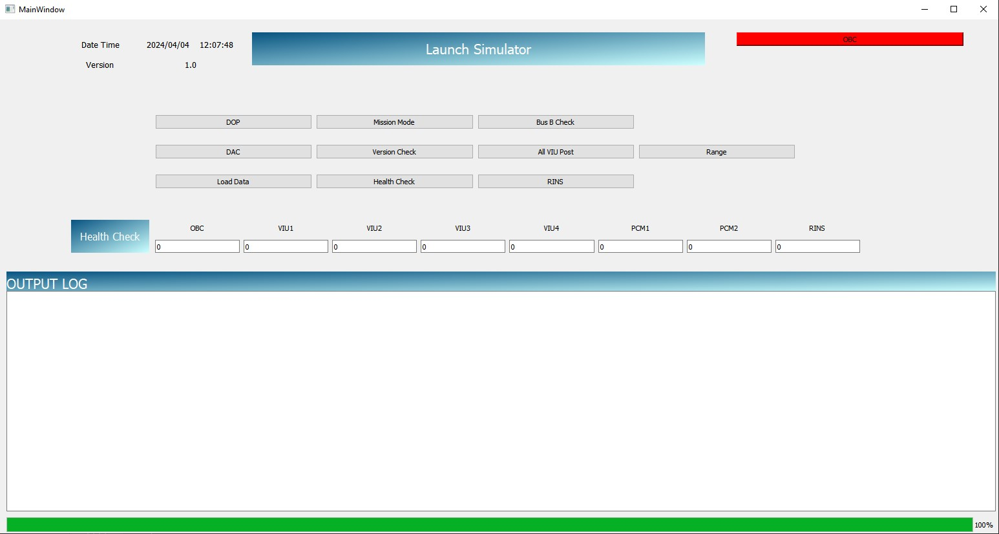 MainWindow
Date Time 2024/04/04 12:07:48
Launch Simulator
OBC
Version 1.0
DOP Mission Mode Bus B Check
DAC Version Check All VIU Post Range
Load Data Health Check RINS
Health Check
OBC VIU1 VIU2 VIU3 VIU4 PCM1 PCM2 RINS
0 0 0 0 0 0 0 0
OUTPUT LOG
100%